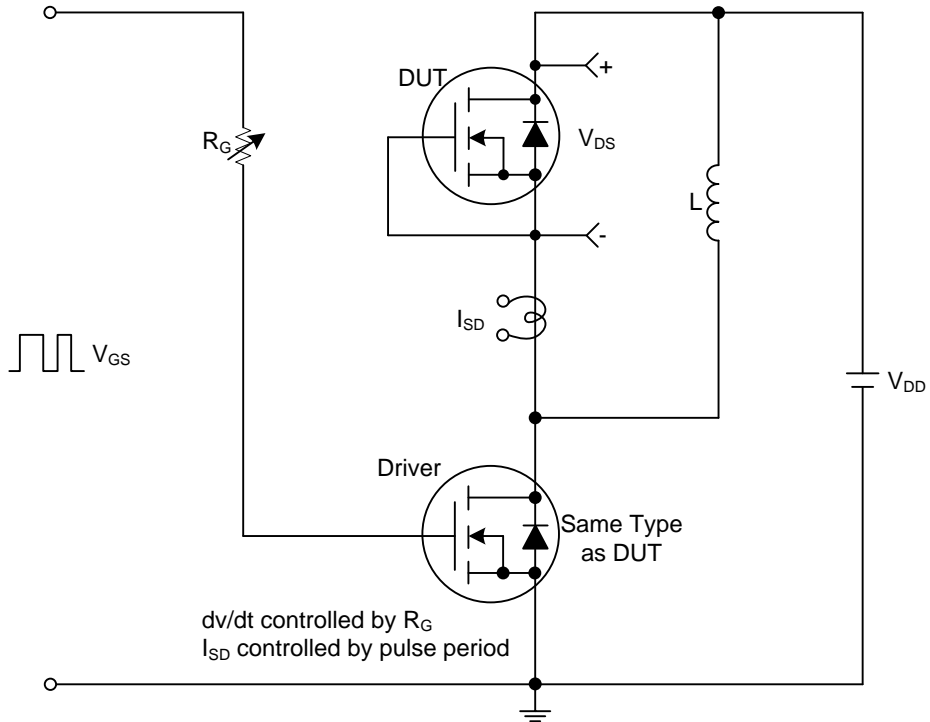 DUT
+
R_G
V_DS
L
-
I_SD
V_GS
V_DD
Driver
Same Type
as DUT
dv/dt controlled by R_G
I_SD controlled by pulse period